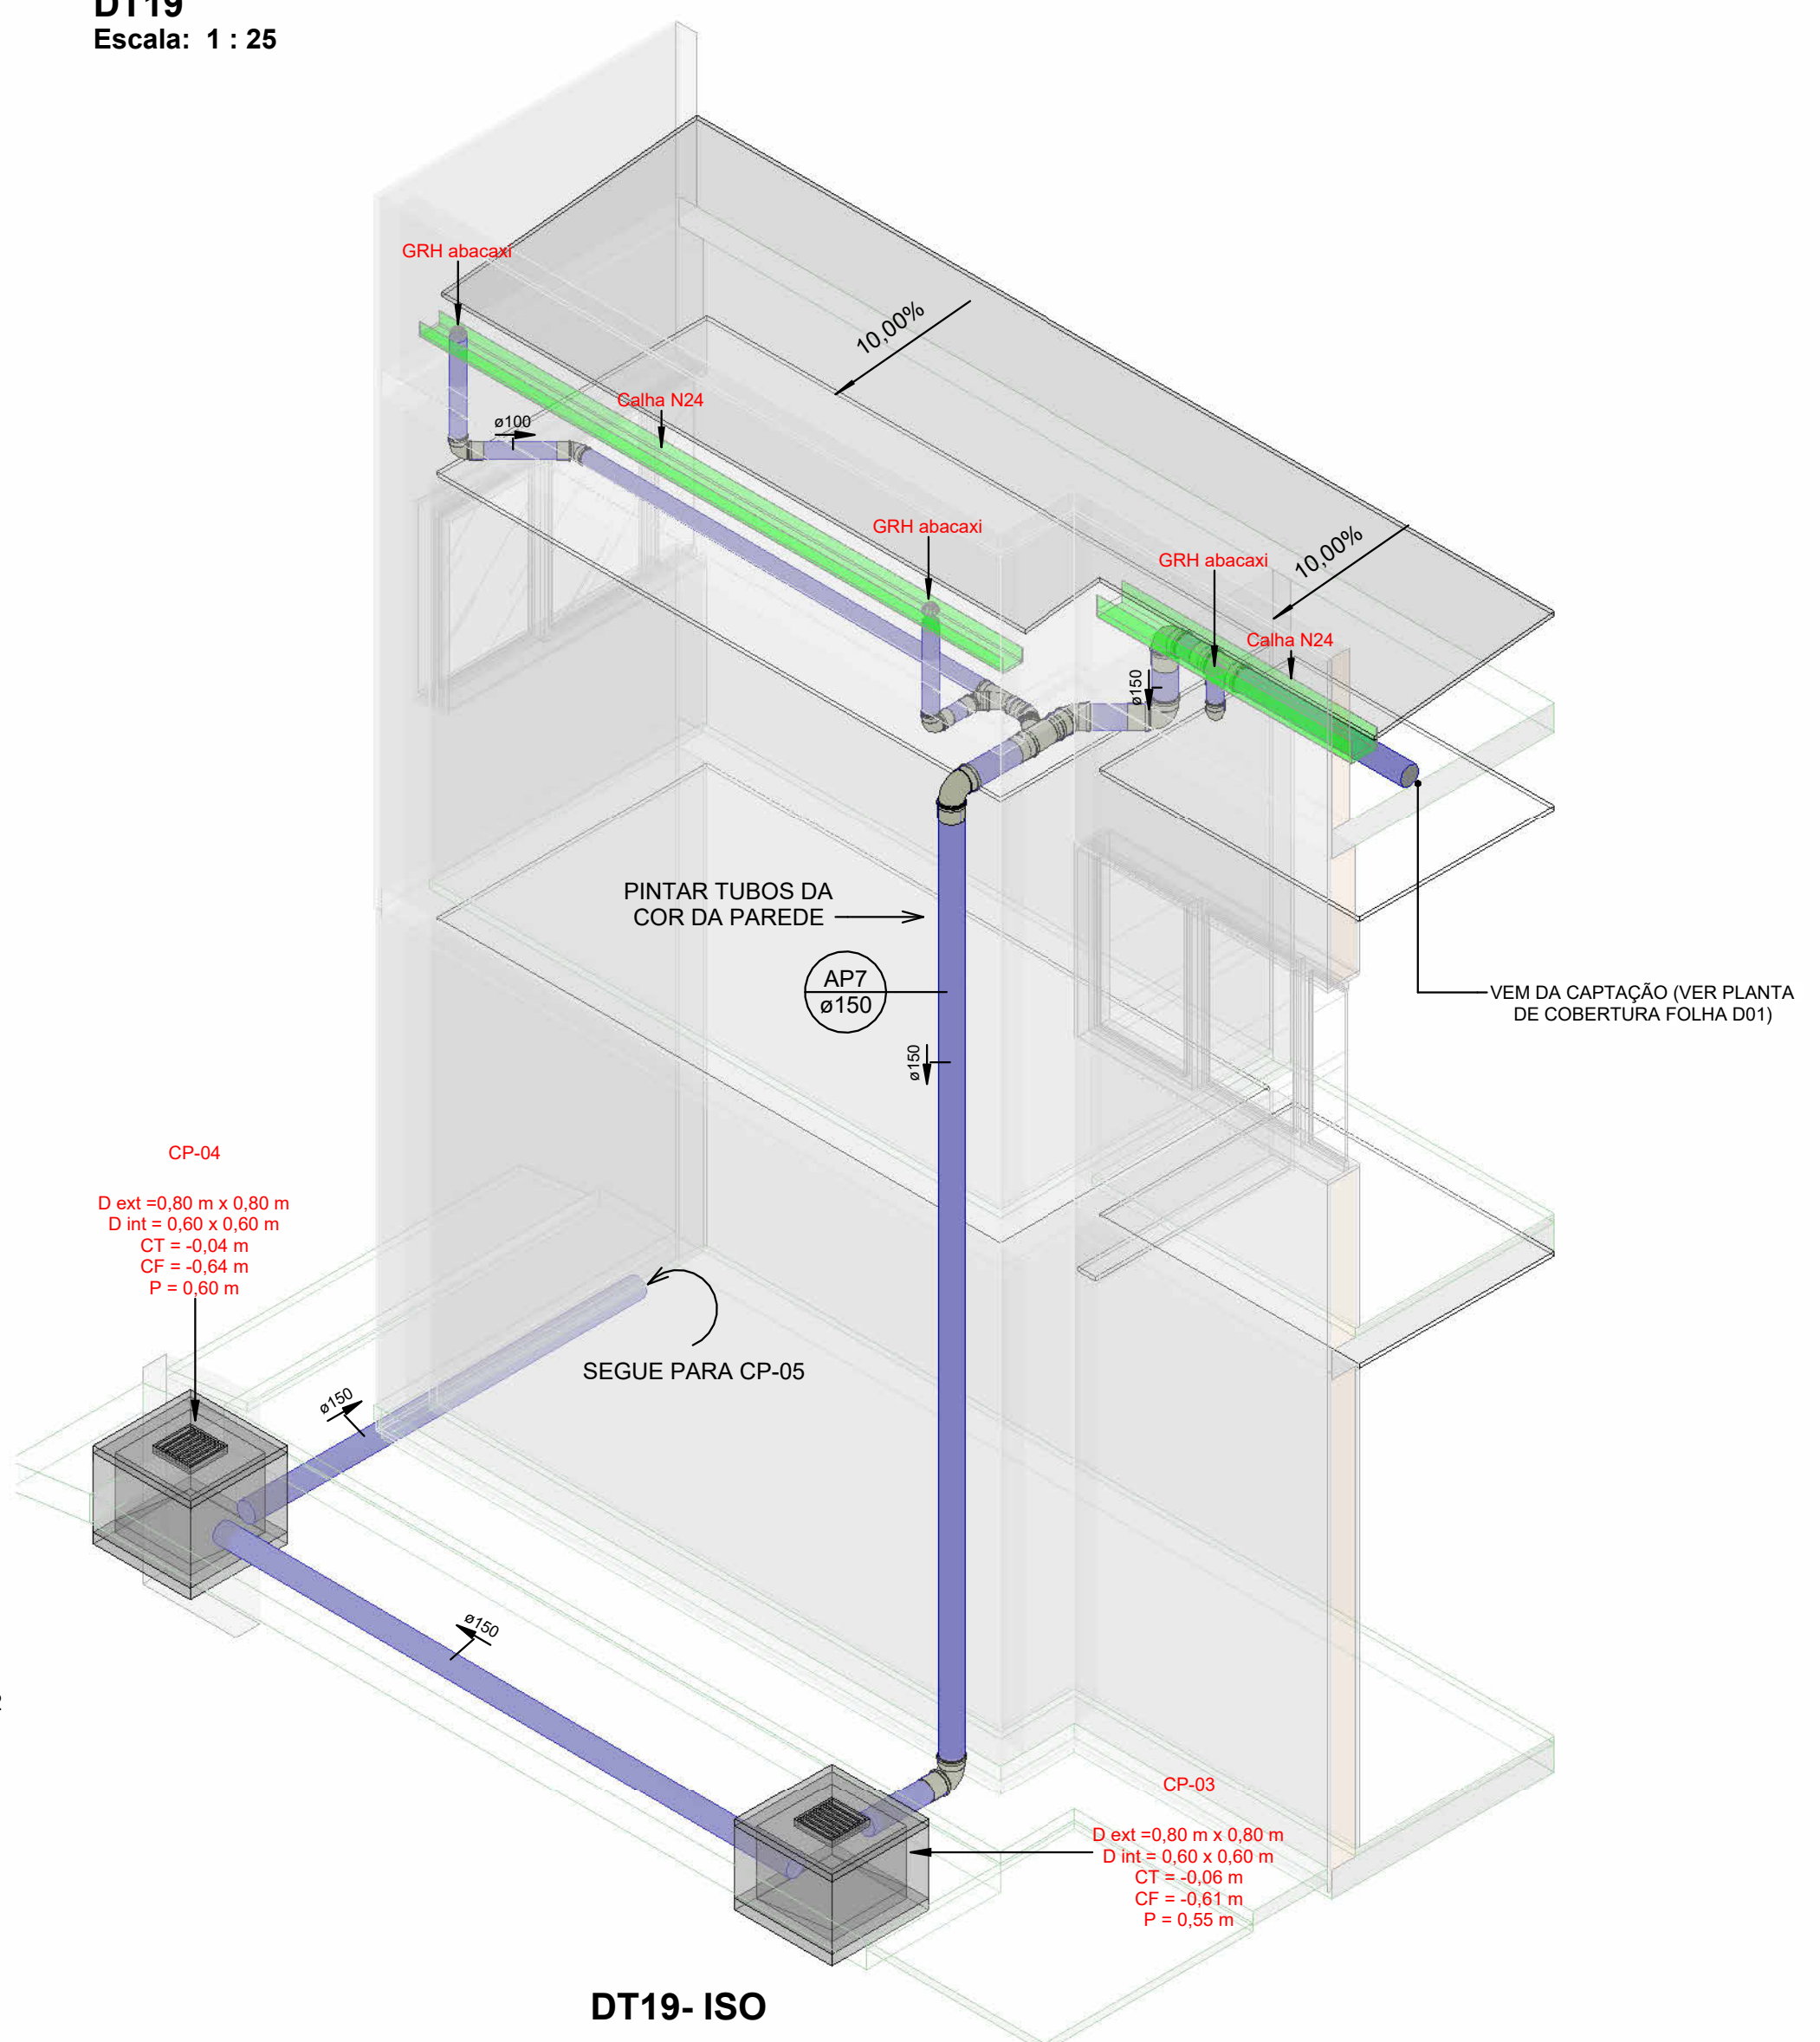 DT19
Escala: 1 : 25
GRH abacaxi
10,00%
Calha N24
ø100
GRH abacaxi
10,00%
GRH abacaxi
Calha N24
ø150
PINTAR TUBOS DA
COR DA PAREDE
AP7
ø150
VEM DA CAPTAÇÃO (VER PLANTA
DE COBERTURA FOLHA D01)
ø150
CP-04
D ext =0,80 m x 0,80 m
D int = 0,60 x 0,60 m
CT = -0,04 m
CF = -0,64 m
P = 0,60 m
SEGUE PARA CP-05
ø150
ø150
CP-03
D ext =0,80 m x 0,80 m
D int = 0,60 x 0,60 m
CT = -0,06 m
CF = -0,61 m
P = 0,55 m
DT19- ISO